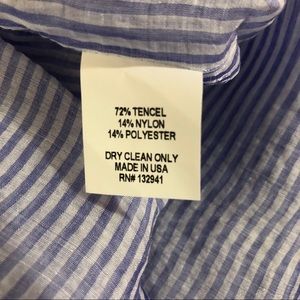 72% TENCEL
14% NYLON
14% POLYESTER
DRY CLEAN ONLY
MADE IN USA
RN# 132941